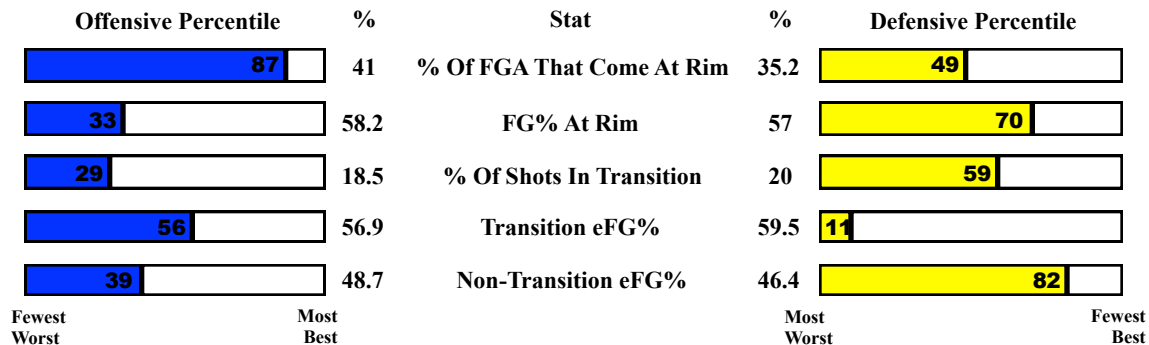 Offensive Percentile % Stat % Defensive Percentile
87 41 % Of FGA That Come At Rim 35.2 49
33 58.2 FG% At Rim 57 70
29 18.5 % Of Shots In Transition 20 59
56 56.9 Transition eFG% 59.5 11
39 48.7 Non-Transition eFG% 46.4 82
Fewest Most Most Fewest
Worst Best Worst Best